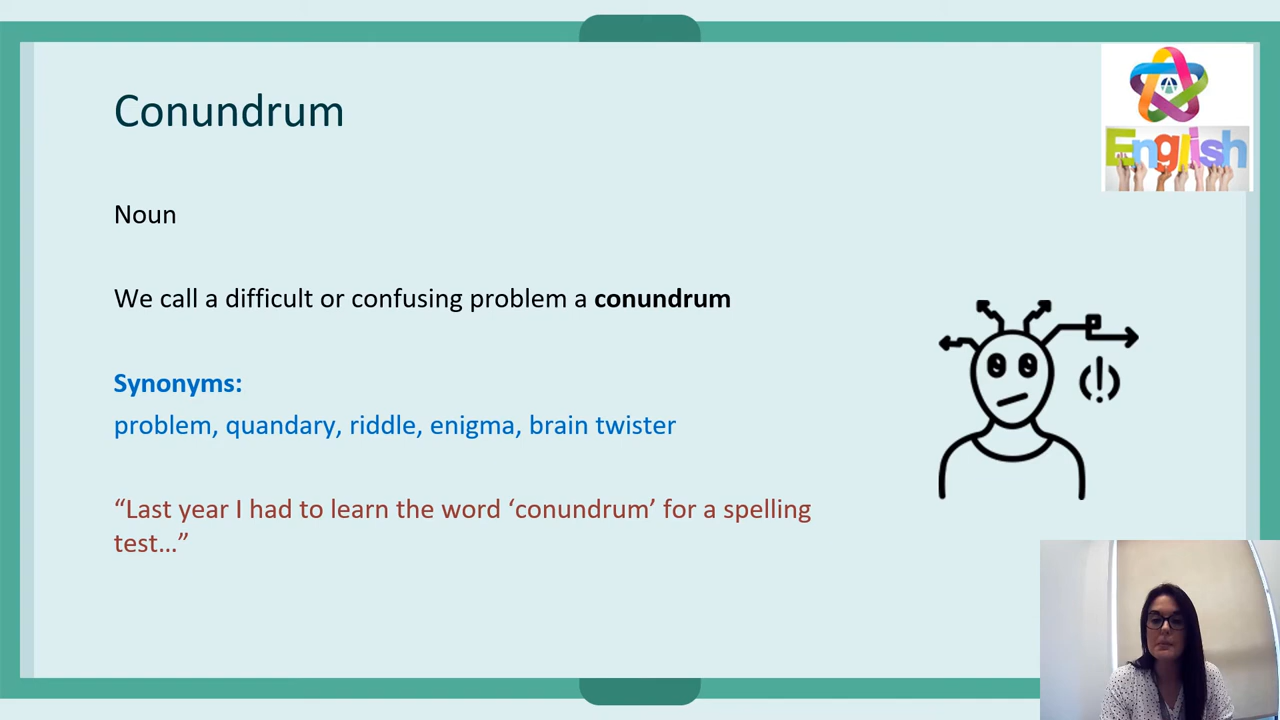 Conundrum
English
Noun
We call a difficult or confusing problem a conundrum
Synonyms:
problem, quandary, riddle, enigma, brain twister
“Last year I had to learn the word ‘conundrum’ for a spelling
test...”